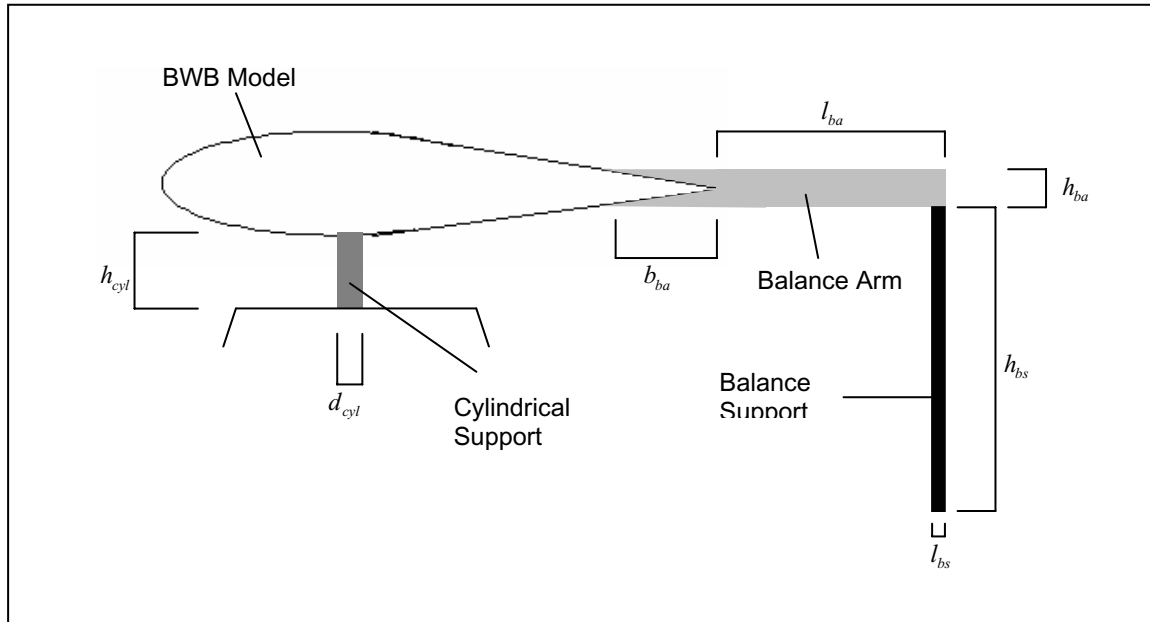 BWB Model
l_ba
h_ba
h_cyl
b_ba
Balance Arm
h_bs
d_cyl
Cylindrical
Support
Balance
Support
l_bs